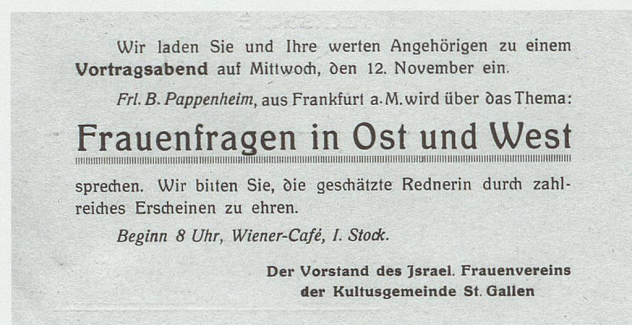 Wir laden Sie und Ihre werten Angehörigen zu einem
Vortragsabend auf Mittwoch, den 12. November ein.
Frl. B. Pappenheim, aus Frankfurt a. M. wird über das Thema:
Frauenfragen in Ost und West
sprechen. Wir bitten Sie, die geschätzte Rednerin durch zahl-
reiches Erscheinen zu ehren.
Beginn 8 Uhr, Wiener-Café, I. Stock.
Der Vorstand des Jsrael. Frauenvereins
der Kultusgemeinde St. Gallen